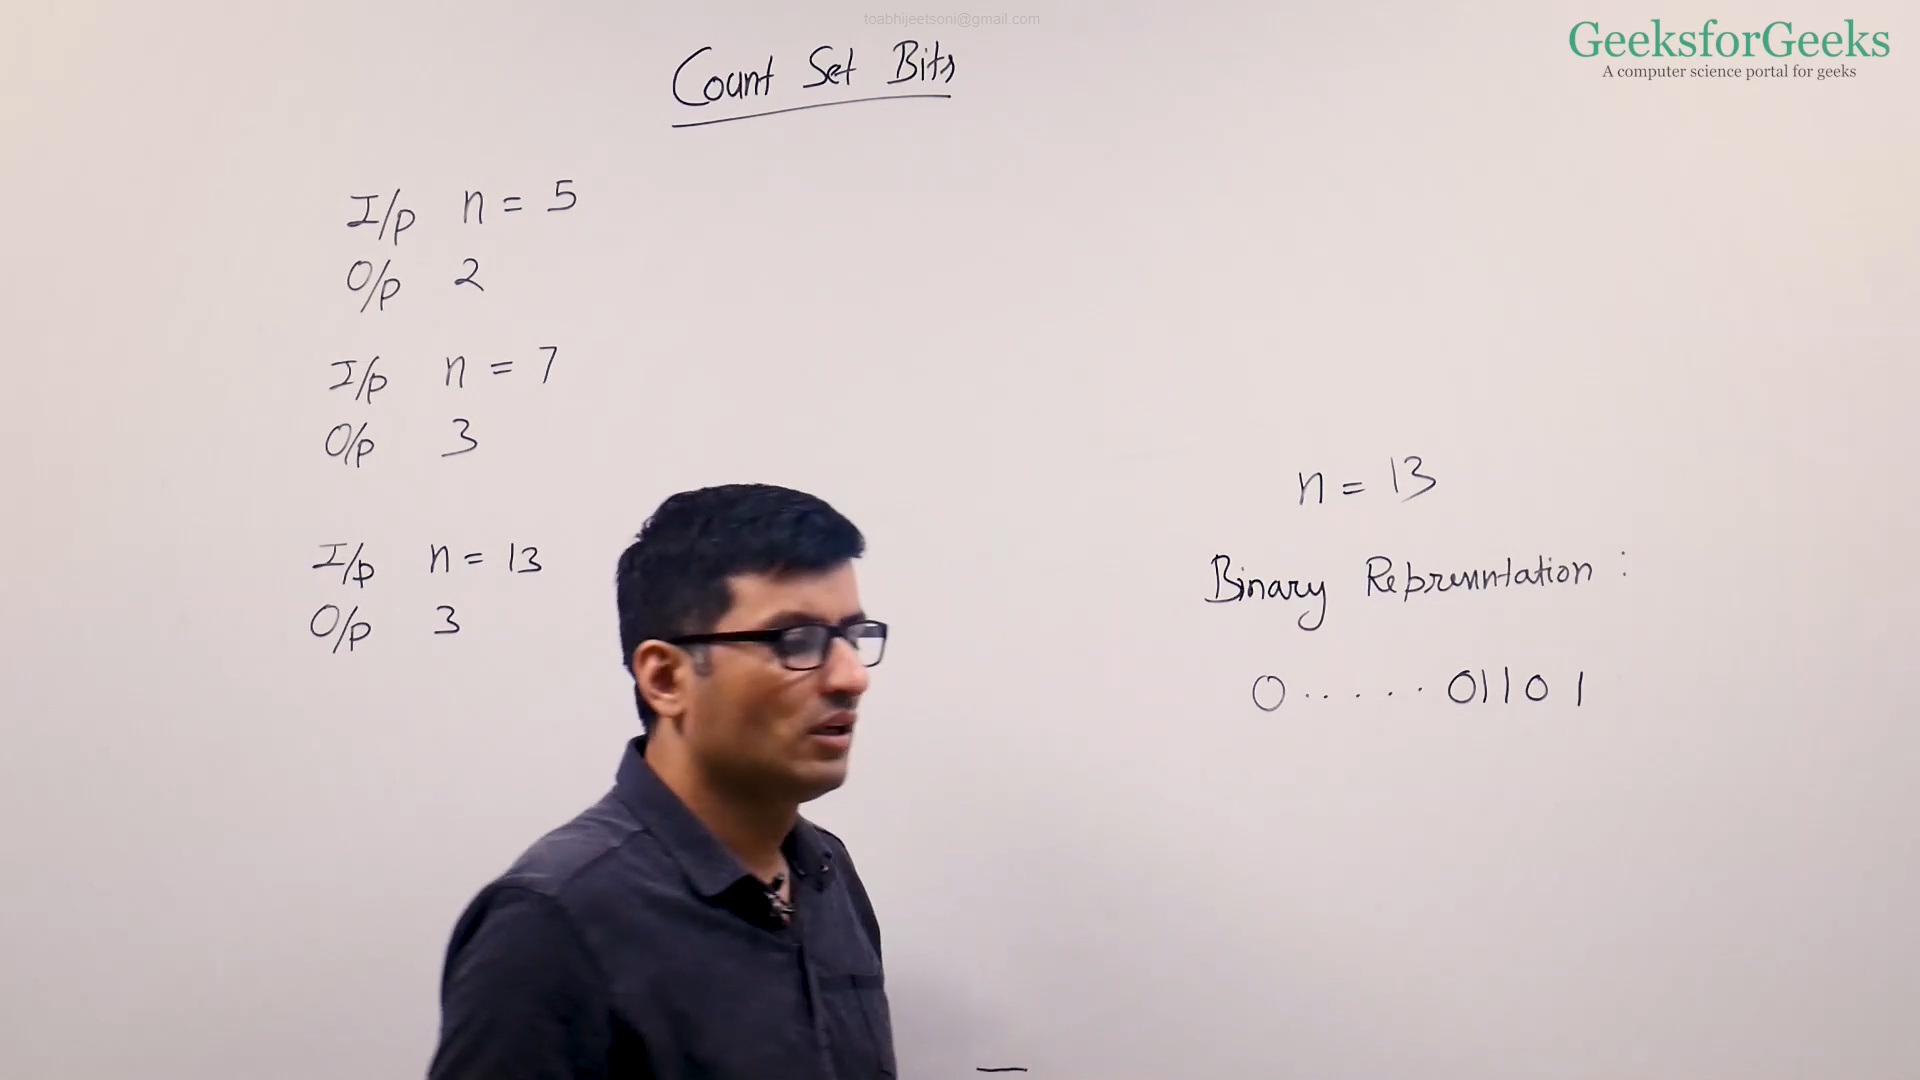 toabhijeetsoni@gmail.com
GeeksforGeeks
A computer science portal for geeks
Count Set Bits
I/p n = 5
O/p 2
I/p n = 7
O/p 3
I/p n = 13
O/p 3
n = 13
Binary Representation :
0 . . . . . 01101